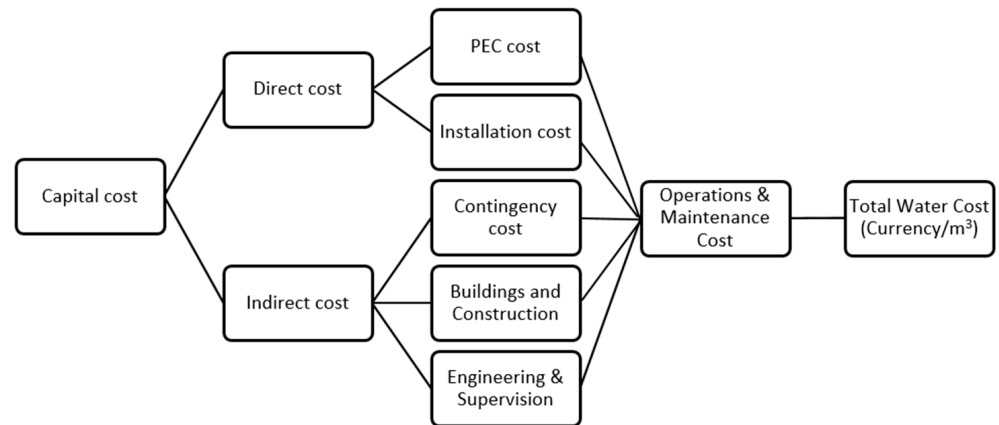 Capital cost
Direct cost
Indirect cost
PEC cost
Installation cost
Contingency
cost
Buildings and
Construction
Engineering &
Supervision
Operations &
Maintenance
Cost
Total Water Cost
(Currency/m³)